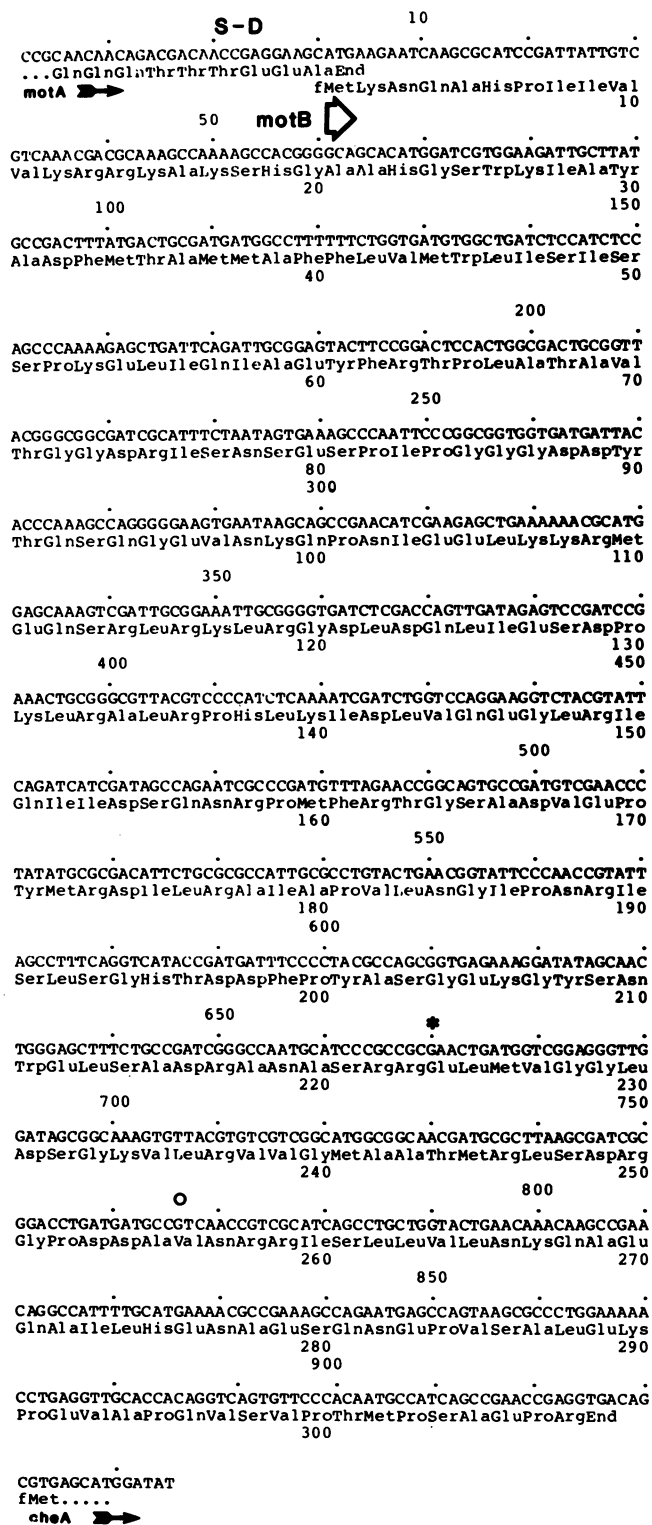 S-D 10
CCGCAACAACAGACGACAACCGAGGAAGCATGAAGAATCAAGCGCATCCGATTATTGTC
...GlnGlnGlnThrThrThrGluGluAlaEnd
motA fMetLysAsnGlnAlaHisProIleIleVal
10
50 motB
GTCAAACGACGCAAAGCCAAAAGCCACGGGGCAGCACATGGATCGTGGAAGATTGCTTAT
ValLysArgArgLysAlaLysSerHisGlyAlaAlaHisGlySerTrpLysIleAlaTyr
20 30
100 150
GCCGACTTTATGACTGCGATGATGGCCTTTTTTCTGGTGATGTGGCTGATCTCCATCTCC
AlaAspPheMetThrAlaMetMetAlaPhePheLeuValMetTrpLeuIleSerIleSer
40 50
200
AGCCCAAAAGAGCTGATTCAGATTGCGGAGTACTTCCGGACTCCACTGGCGACTGCGGTT
SerProLysGluLeuIleGlnIleAlaGluTyrPheArgThrProLeuAlaThrAlaVal
60 70
250
ACGGGCGGCGATCGCATTTCTAATAGTGAAAGCCCAATTCCCGGCGGTGGTGATGATTAC
ThrGlyGlyAspArgIleSerAsnSerGluSerProIleProGlyGlyGlyAspAspTyr
80 90
300
ACCCAAAGCCAGGGGGAAGTGAATAAGCAGCCGAACATCGAAGAGCTGAAAAAACGCATG
ThrGlnSerGlnGlyGluValAsnLysGlnProAsnIleGluGluLeuLysLysArgMet
100 110
350
GAGCAAAGTCGATTGCGGAAATTGCGGGGTGATCTCGACCAGTTGATAGAGTCCGATCCG
GluGlnSerArgLeuArgLysLeuArgGlyAspLeuAspGlnLeuIleGluSerAspPro
120 130
400 450
AAACTGCGGGCGTTACGTCCCCATCTCAAAATCGATCTGGTCCAGGAAGGTCTACGTATT
LysLeuArgAlaLeuArgProHisLeuLysIleAspLeuValGlnGluGlyLeuArgIle
140 150
500
CAGATCATCGATAGCCAGAATCGCCCGATGTTTAGAACCGGCAGTGCCGATGTCGAACCC
GlnIleIleAspSerGlnAsnArgProMetPheArgThrGlySerAlaAspValGluPro
160 170
550
TATATGCGCGACATTCTGCGCGCCATTGCGCCTGTACTGAACGGTATTCCCAACCGTATT
TyrMetArgAspIleLeuArgAlaIleAlaProValLeuAsnGlyIleProAsnArgIle
180 190
600
AGCCTTTCAGGTCATACCGATGATTTCCCCTACGCCAGCGGTGAGAAAGGATATAGCAAC
SerLeuSerGlyHisThrAspAspPheProTyrAlaSerGlyGluLysGlyTyrSerAsn
200 210
650 *
TGGGAGCTTTCTGCCGATCGGGCCAATGCATCCCGCCGCGAACTGATGGTCGGAGGGTTG
TrpGluLeuSerAlaAspArgAlaAsnAlaSerArgArgGluLeuMetValGlyGlyLeu
220 230
700 750
GATAGCGGCAAAGTGTTACGTGTCGTCGGCATGGCGGCAACGATGCGCTTAAGCGATCGC
AspSerGlyLysValLeuArgValValGlyMetAlaAlaThrMetArgLeuSerAspArg
240 250
O 800
GGACCTGATGATGCCGTCAACCGTCGCATCAGCCTGCTGGTACTGAACAAACAAGCCGAA
GlyProAspAspAlaValAsnArgArgIleSerLeuLeuValLeuAsnLysGlnAlaGlu
260 270
850
CAGGCCATTTTGCATGAAAACGCCGAAAGCCAGAATGAGCCAGTAAGCGCCCTGGAAAAA
GlnAlaIleLeuHisGluAsnAlaGluSerGlnAsnGluProValSerAlaLeuGluLys
280 290
900
CCTGAGGTTGCACCACAGGTCAGTGTTCCCACAATGCCATCAGCCGAACCGAGGTGACAG
ProGluValAlaProGlnValSerValProThrMetProSerAlaGluProArgEnd
300
CGTGAGCATGGATAT
fMet.....
cheA